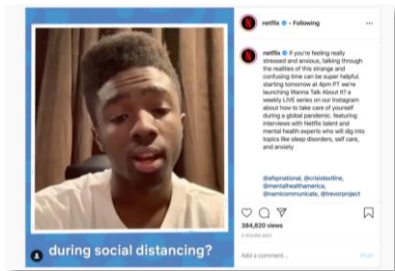 netflix • Following
netflix If you're feeling really
stressed and anxious, talking through
the realities of this strange and
confusing time can be super helpful.
starting tomorrow at 4pm PT we're
launching Wanna Talk About It? a
weekly LIVE series on our Instagram
about how to take care of yourself
during a global pandemic. featuring
interviews with Netflix talent and
mental health experts who will dig into
topics like sleep disorders, self care,
and anxiety
@afspnational, @crisistextline,
@mentalhealthamerica,
@namicommunicate, @trevorproject
384,820 views
during social distancing?
Add a comment...
Post